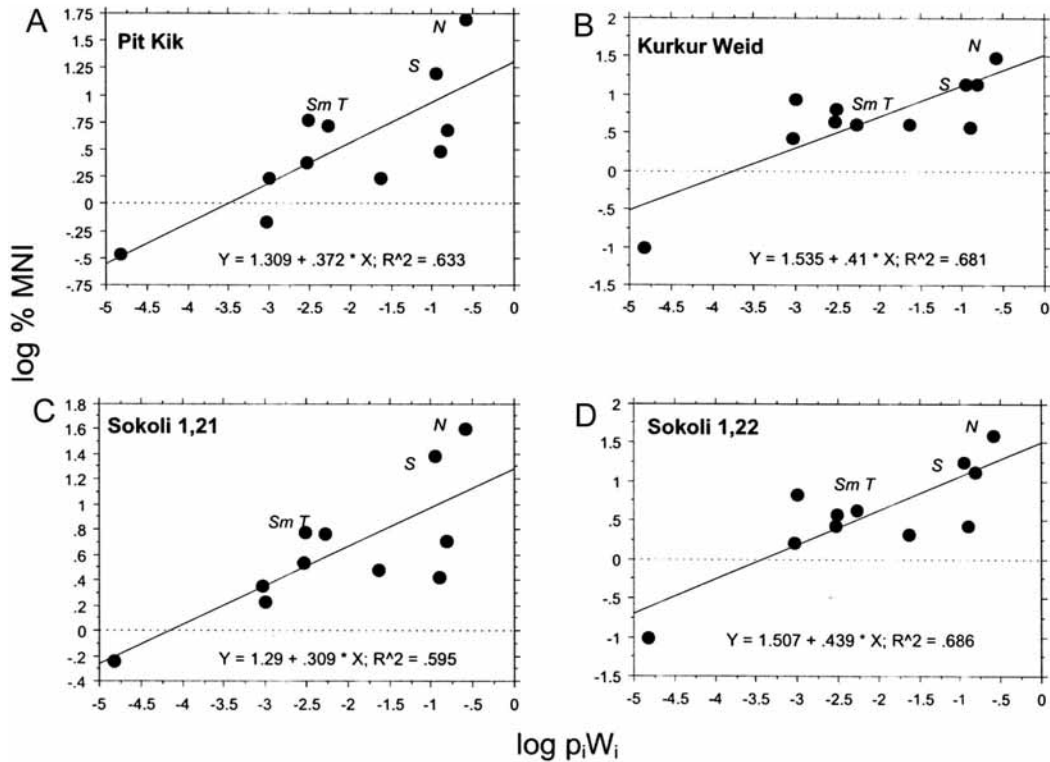 A
Pit Kik
N
S
Sm T
1.75
1.5
1.25
1
.75
.5
.25
0
-.25
-.5
-.75
Y = 1.309 + .372 * X; R^2 = .633
-5 -4.5 -4 -3.5 -3 -2.5 -2 -1.5 -1 -.5 0
B
Kurkur Weid
N
S
Sm T
2
1.5
1
.5
0
-.5
-1
-1.5
Y = 1.535 + .41 * X; R^2 = .681
-5 -4.5 -4 -3.5 -3 -2.5 -2 -1.5 -1 -.5 0
log % MNI
C
Sokoli 1,21
N
S
Sm T
1.8
1.6
1.4
1.2
1
.8
.6
.4
.2
0
-.2
-.4
Y = 1.29 + .309 * X; R^2 = .595
-5 -4.5 -4 -3.5 -3 -2.5 -2 -1.5 -1 -.5 0
D
Sokoli 1,22
N
S
Sm T
2
1.5
1
.5
0
-.5
-1
-1.5
Y = 1.507 + .439 * X; R^2 = .686
-5 -4.5 -4 -3.5 -3 -2.5 -2 -1.5 -1 -.5 0
log pᵢWᵢ